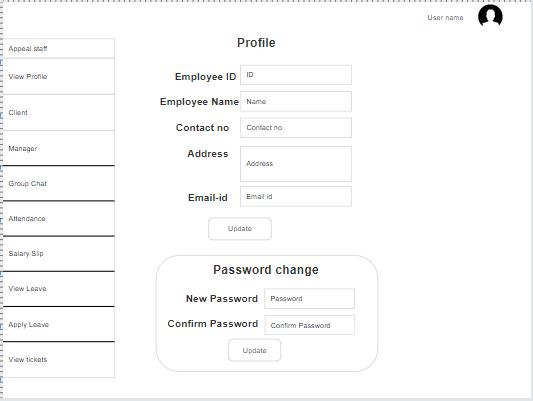 User name
Appeal staff
View Profile
Client
Manager
Group Chat
Attendance
Salary Slip
View Leave
Apply Leave
View tickets
Profile
Employee ID ID
Employee Name Name
Contact no Contact no
Address Address
Email-id Email id
Update
Password change
New Password Password
Confirm Password Confirm Password
Update